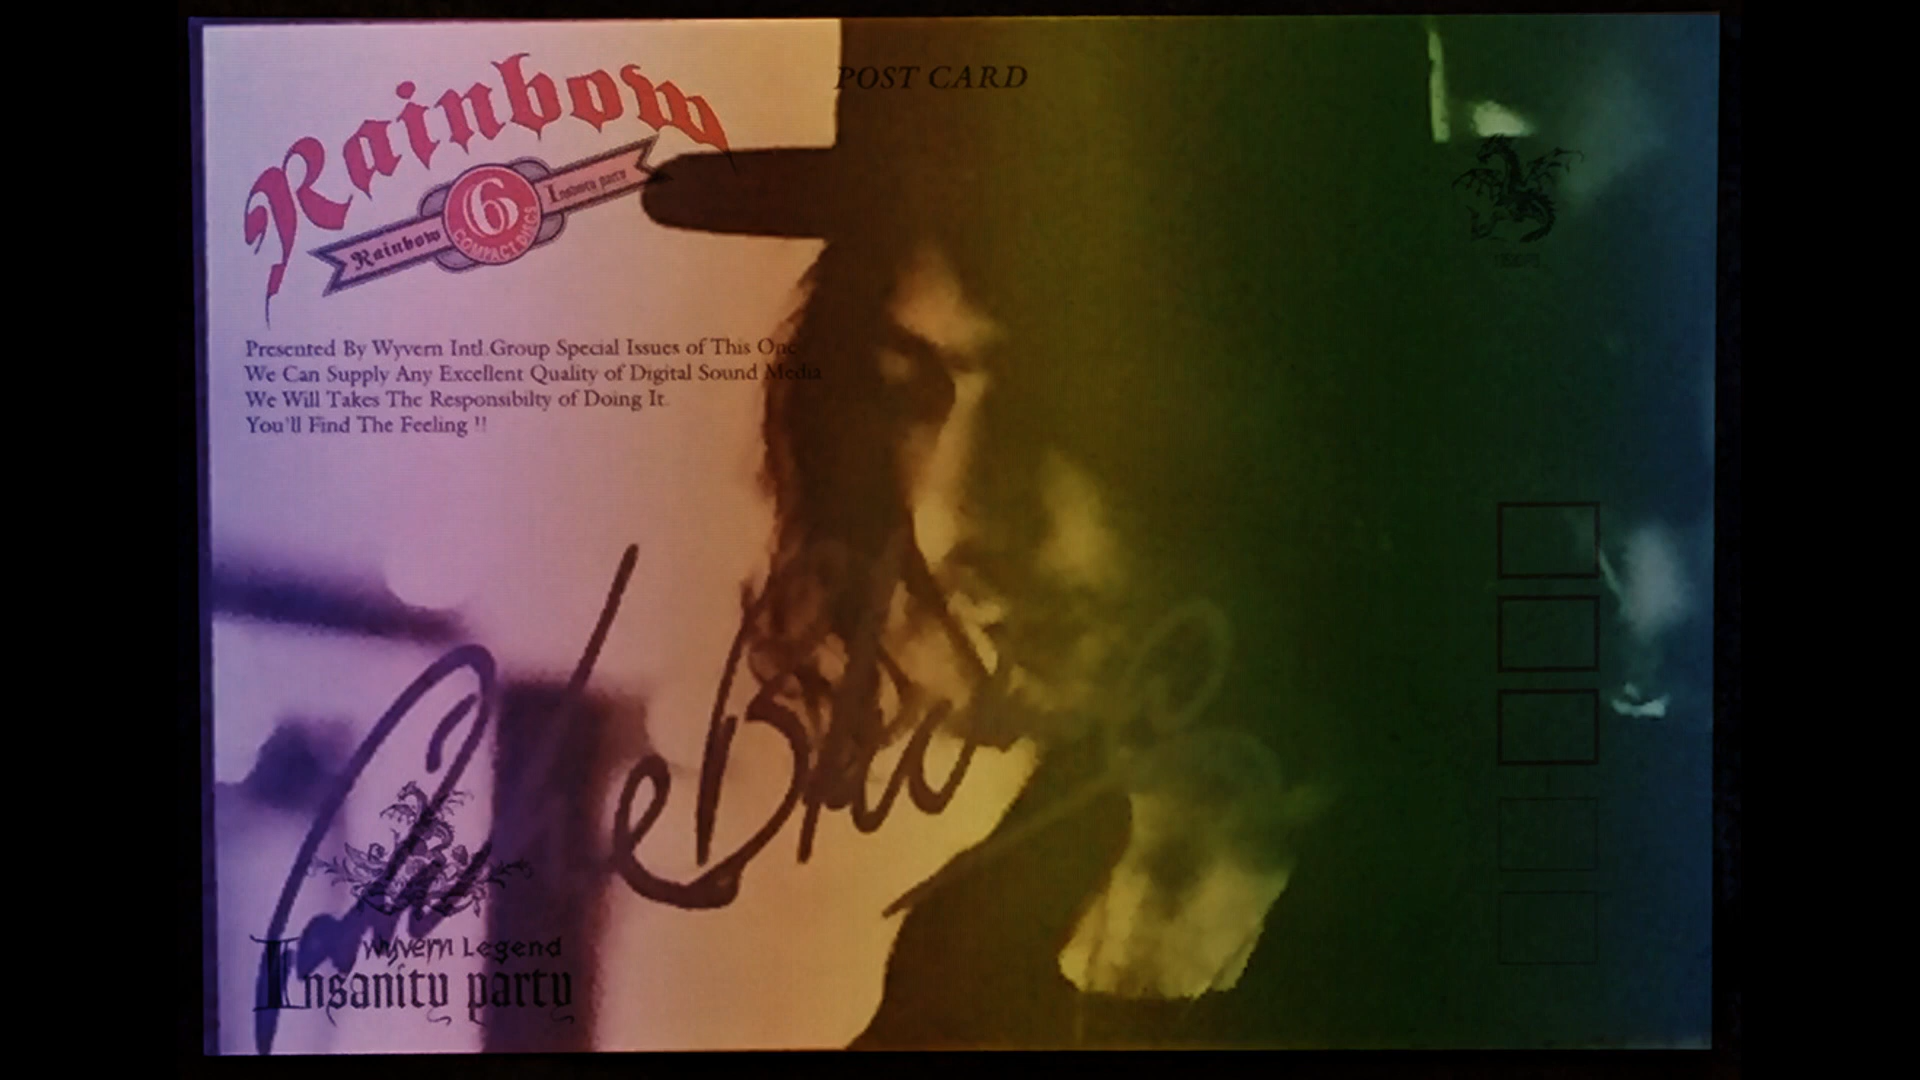 Rainbow
POST CARD
Rainbow 6 Insanity party
COMPACT DISCS
Presented By Wyvern Intl.Group Special Issues of This One
We Can Supply Any Excellent Quality of Digital Sound Media
We Will Takes The Responsibilty of Doing It.
You'll Find The Feeling !!
Wyvern Legend
Insanity party